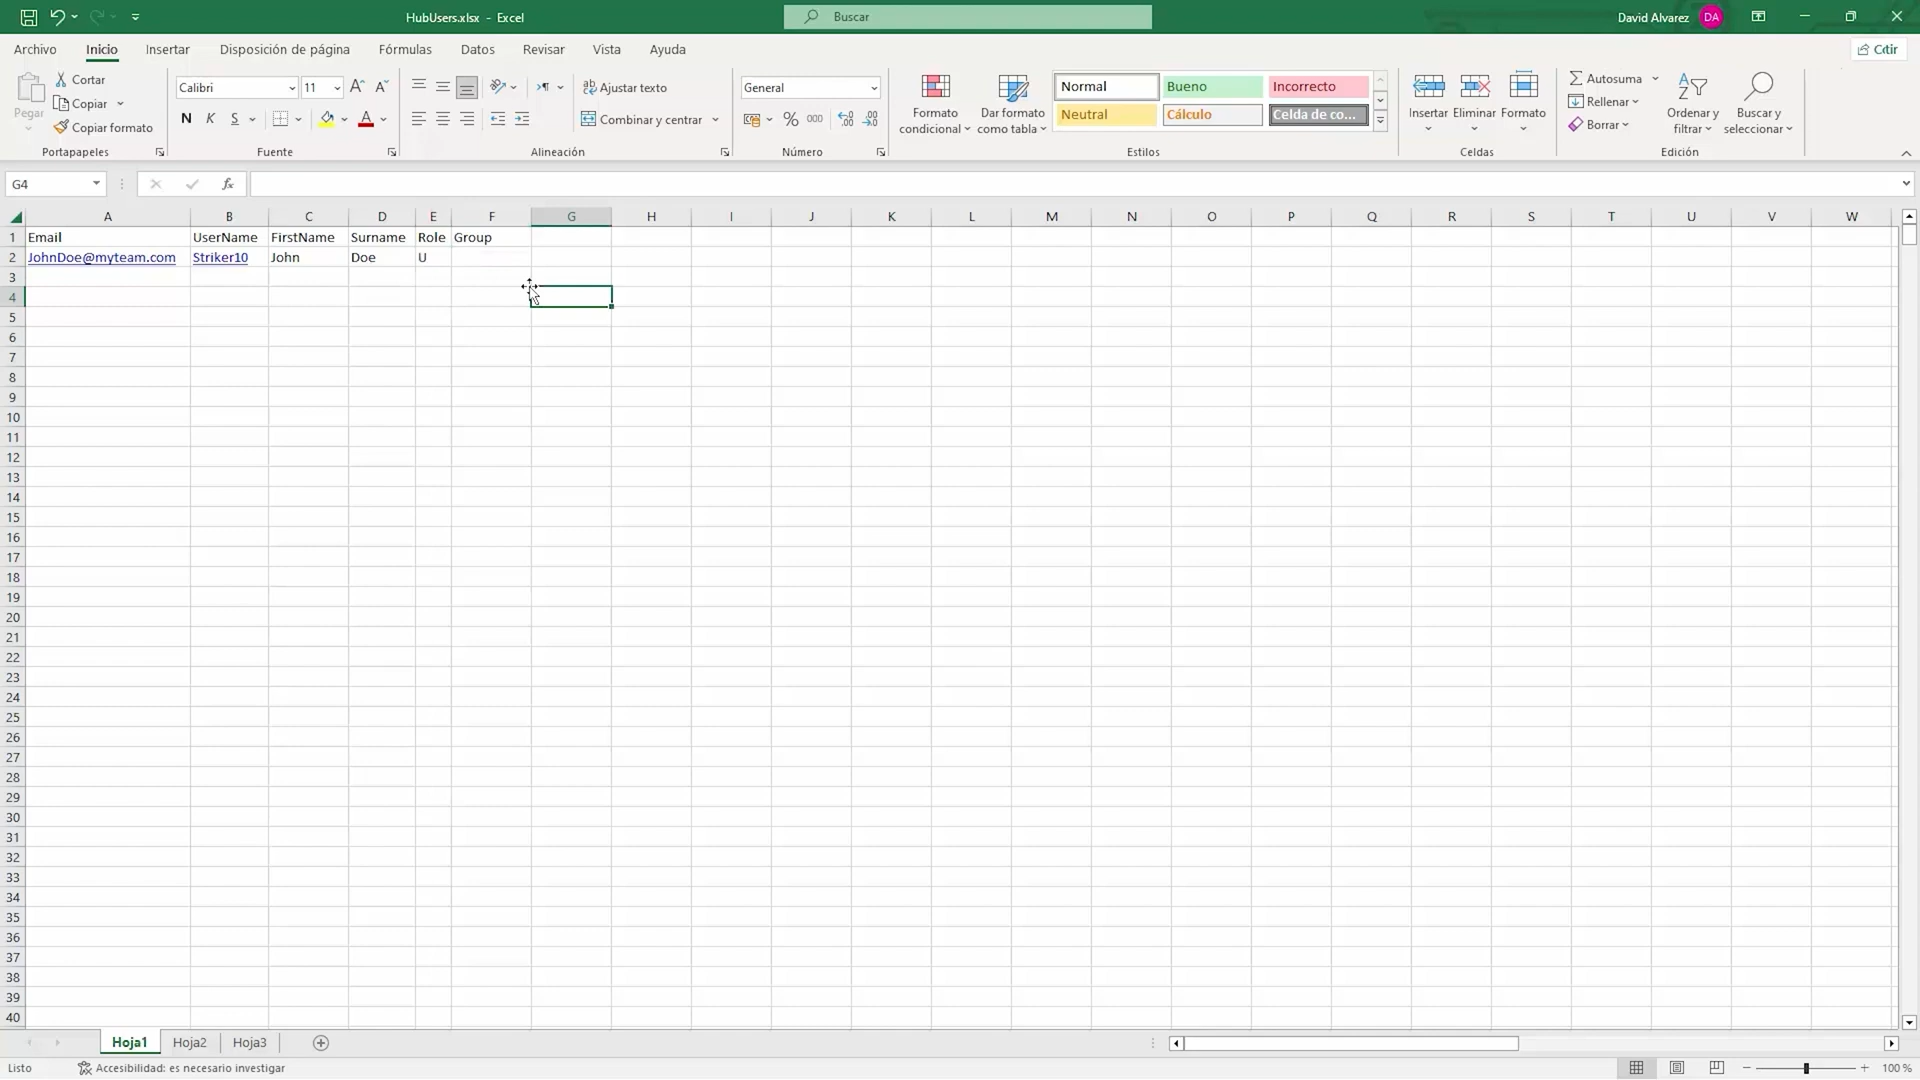 HubUsers.xlsx - Excel
Buscar
David Alvarez DA
Archivo Inicio Insertar Disposición de página Fórmulas Datos Revisar Vista Ayuda
Pegar
Cortar
Copiar
Copiar formato
Portapapeles
Calibri 11
N K S
A
Fuente
Ajustar texto
Combinar y centrar
Alineación
General
% 000
Número
Formato condicional
Dar formato como tabla
Normal Bueno Incorrecto
Neutral Cálculo Celda de co...
Estilos
Insertar Eliminar Formato
Celdas
Autosuma
Rellenar
Borrar
Ordenar y filtrar
Buscar y seleccionar
Edición
G4
fx
A B C D E F G H I J K L M N O P Q R S T U V W
1 Email UserName FirstName Surname Role Group
2 JohnDoe@myteam.com Striker10 John Doe U
3
4
5
6
7
8
9
10
11
12
13
14
15
16
17
18
19
20
21
22
23
24
25
26
27
28
29
30
31
32
33
34
35
36
37
38
39
40
Hoja1 Hoja2 Hoja3
Listo Accesibilidad: es necesario investigar
100 %